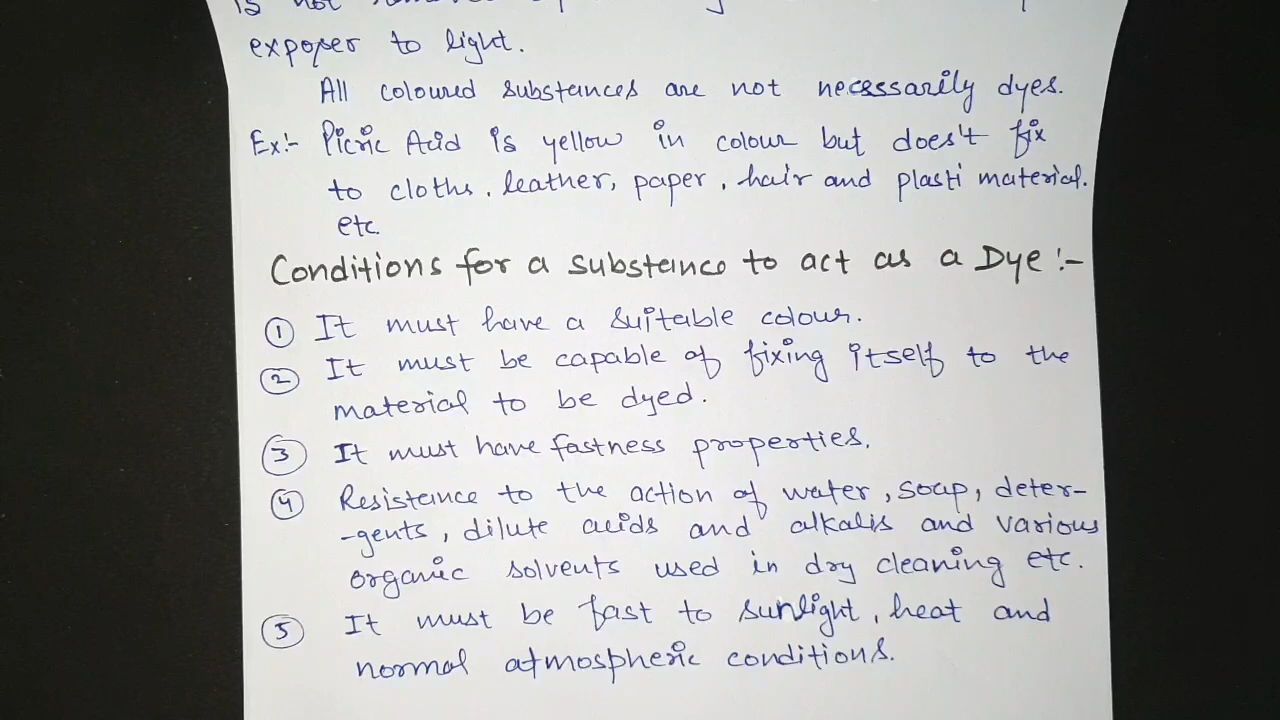 is not
expoper to light.
All coloured substances are not necessarily dyes.
Ex:- Picric Acid is yellow in colour but does't fix
to cloths, leather, paper, hair and plasti material.
etc.
Conditions for a substance to act as a Dye :-
① It must have a suitable colour.
② It must be capable of fixing itself to the
material to be dyed.
③ It must have fastness properties.
④ Resistance to the action of water, soap, deter-
-gents, dilute acids and alkalis and various
organic solvents used in dry cleaning etc.
⑤ It must be fast to sunlight, heat and
normal atmospheric conditions.